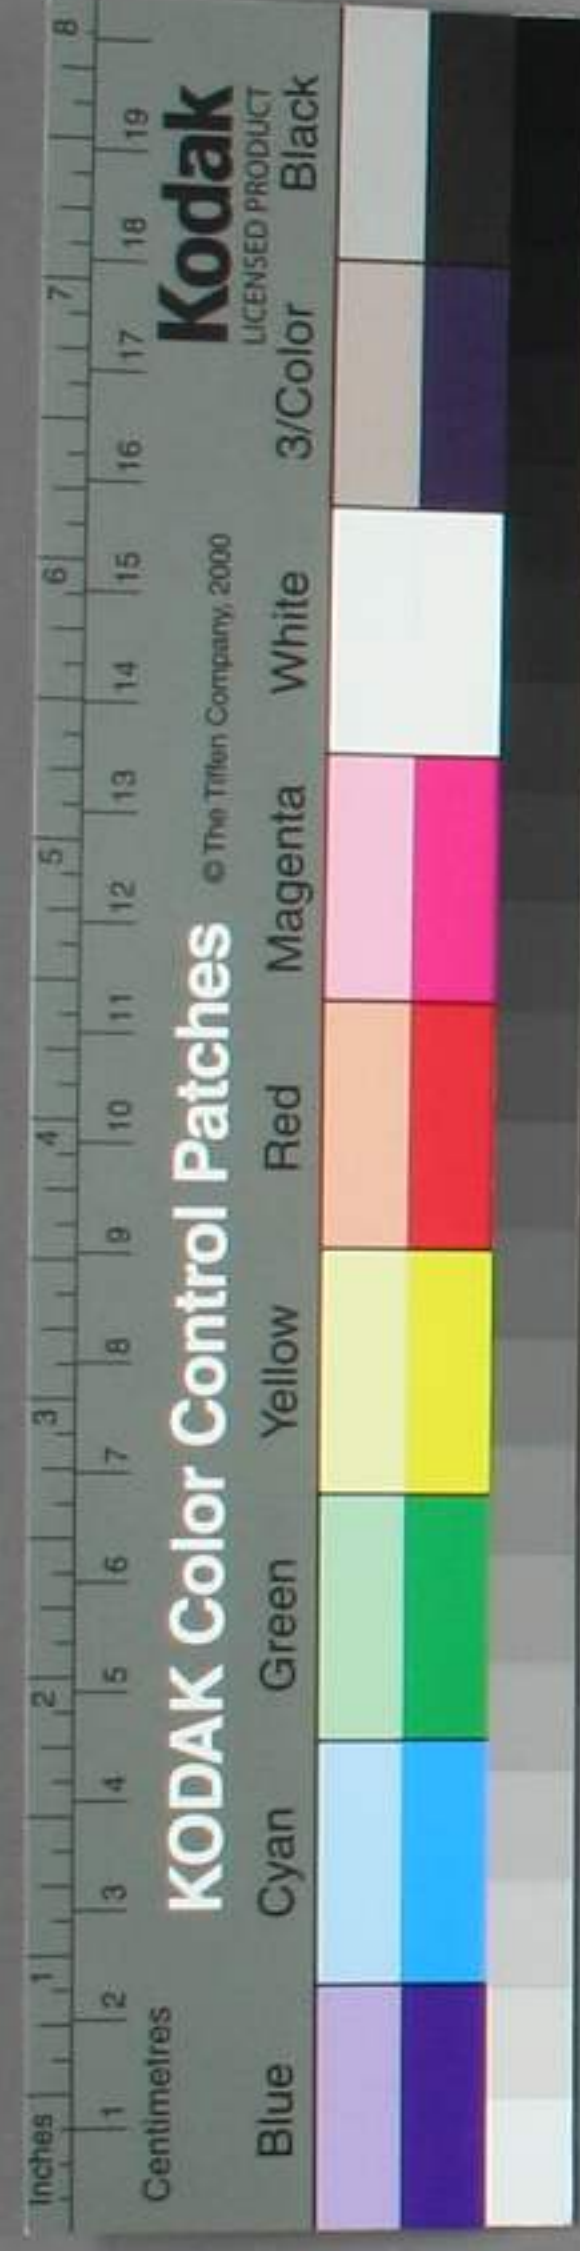 Inches 1 2 3 4 5 6 7 8
1 2 3 4 5 6 7 8 9 10 11 12 13 14 15 16 17 18 19
Centimetres
KODAK Color Control Patches © The Tiffen Company, 2000 Kodak
LICENSED PRODUCT
Blue Cyan Green Yellow Red Magenta White 3/Color Black